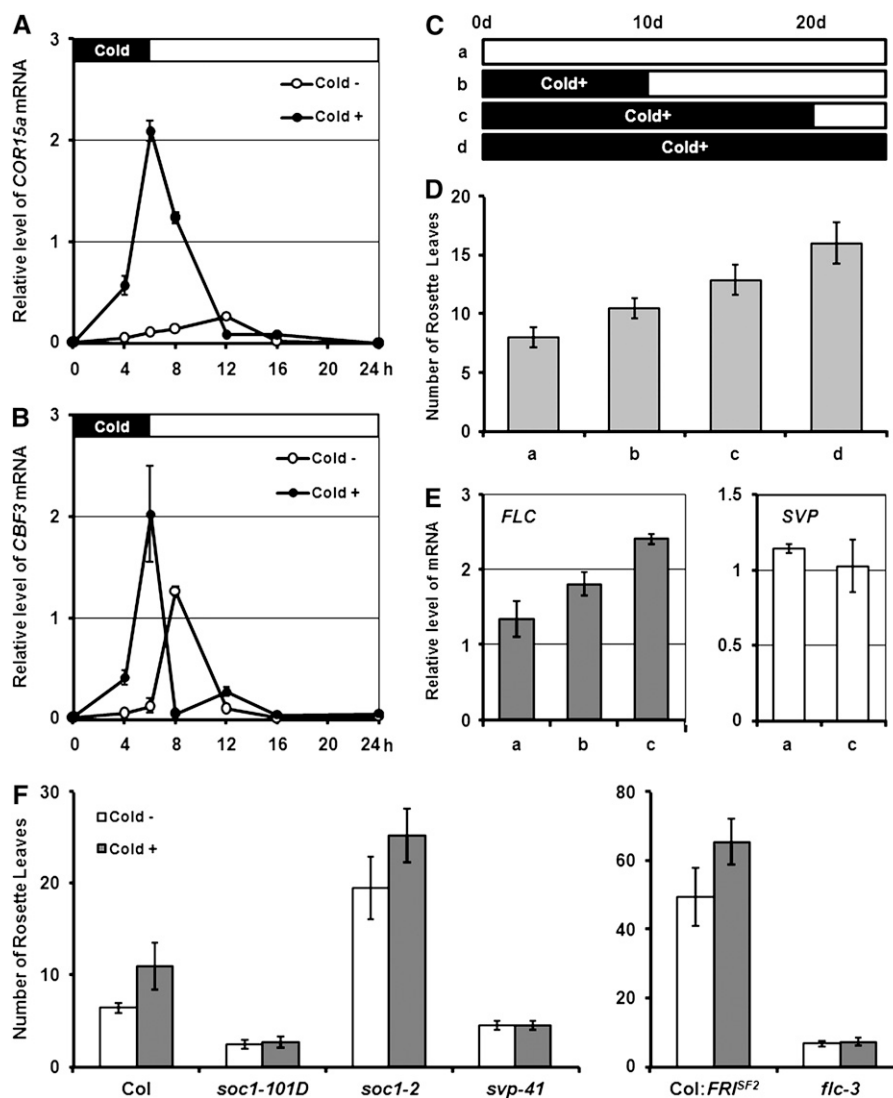 A
Relative level of COR15a mRNA
3
2
1
0
Cold
Cold -
Cold +
0 4 8 12 16 20 24 h
B
Relative level of CBF3 mRNA
3
2
1
0
Cold
Cold -
Cold +
0 4 8 12 16 20 24 h
C
0d 10d 20d
a
b Cold+
c Cold+
d Cold+
D
Number of Rosette Leaves
20
15
10
5
0
a b c d
E
Relative level of mRNA
FLC
3
2
1
0
a b c
SVP
1.5
1
0.5
0
a c
F
Number of Rosette Leaves
30
20
10
0
Cold -
Cold +
Col soc1-101D soc1-2 svp-41
80
60
40
20
0
Col:FRISF2 flc-3